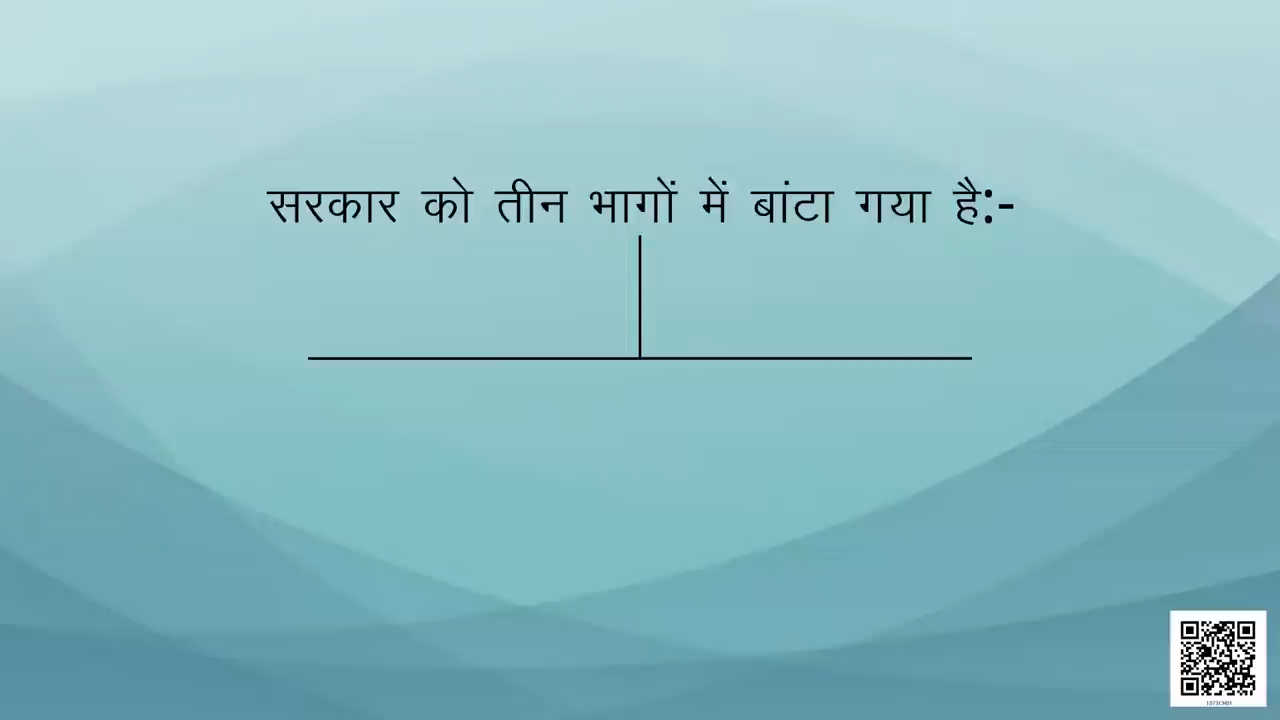 सरकार को तीन भागों में बांटा गया है:-